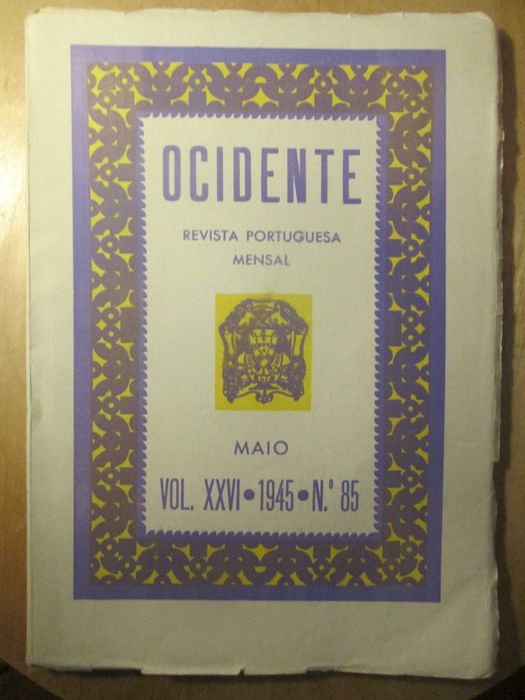 OCIDENTE
REVISTA PORTUGUESA
MENSAL
MAIO
VOL. XXVI • 1945 • N.º 85